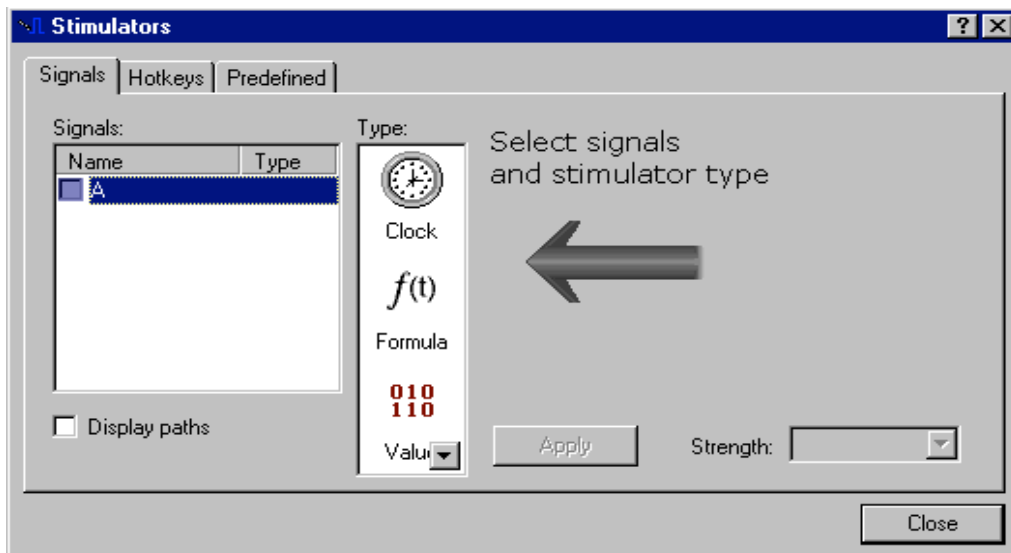 Stimulators
Signals Hotkeys Predefined
Signals:
Name Type
A
Display paths
Type:
Clock
f(t)
Formula
010
110
Select signals
and stimulator type
Apply
Strength:
Close